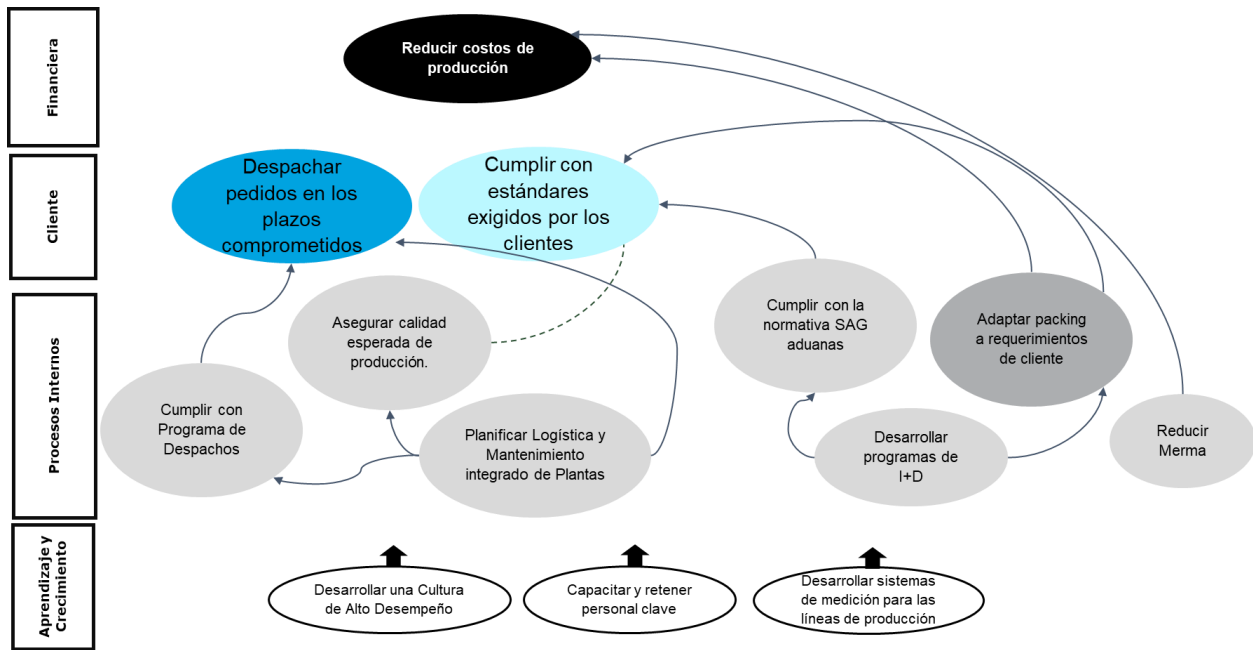 Financiera
Reducir costos de
producción
Cliente
Despachar
pedidos en los
plazos
comprometidos
Cumplir con
estándares
exigidos por los
clientes
Procesos Internos
Asegurar calidad
esperada de
producción.
Cumplir con la
normativa SAG
aduanas
Adaptar packing
a requerimientos
de cliente
Cumplir con
Programa de
Despachos
Planificar Logística y
Mantenimiento
integrado de Plantas
Desarrollar
programas de
I+D
Reducir
Merma
Aprendizaje y
Crecimiento
Desarrollar una Cultura
de Alto Desempeño
Capacitar y retener
personal clave
Desarrollar sistemas
de medición para las
líneas de producción